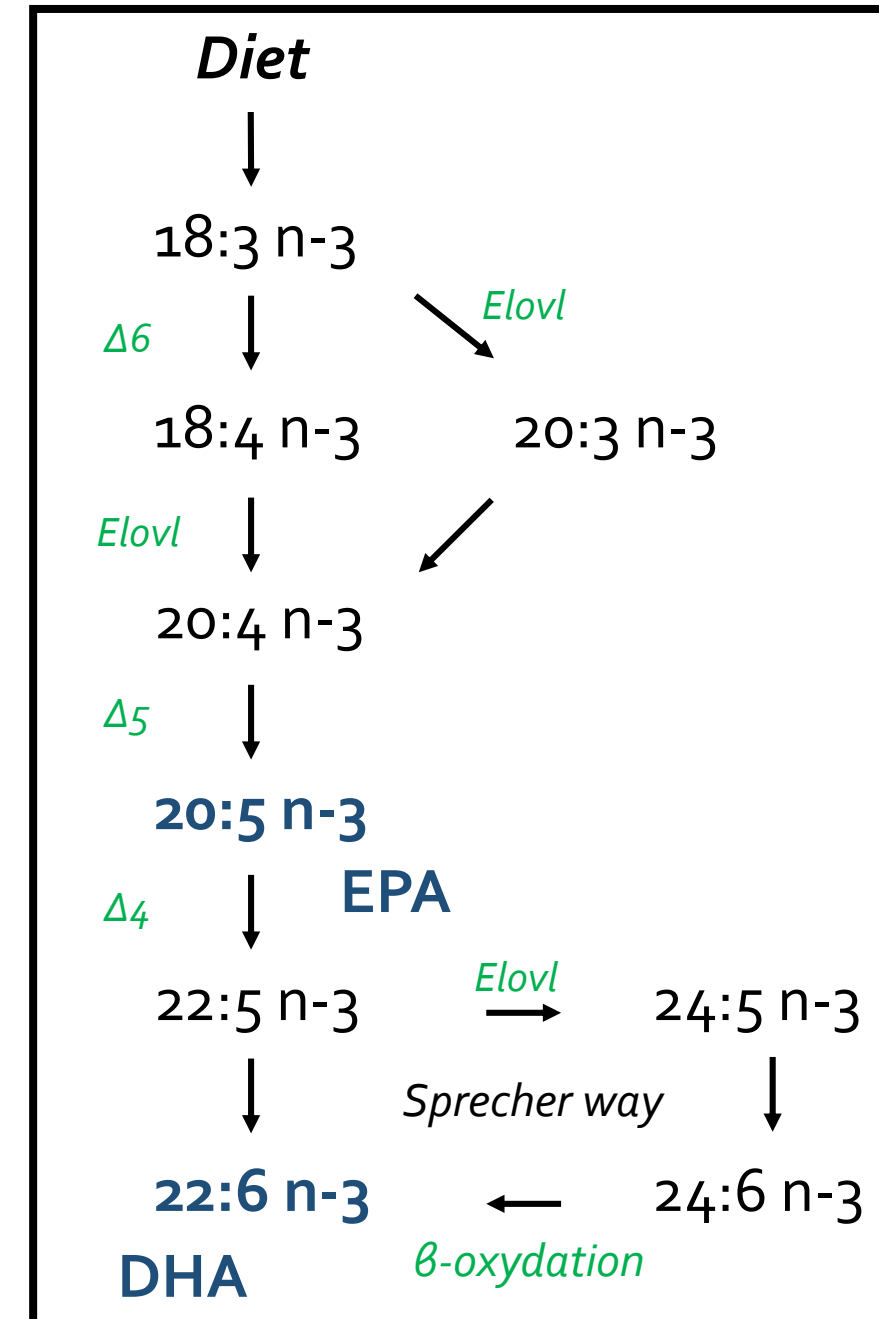 Diet
18:3 n-3
Elovl
Δ6
18:4 n-3 20:3 n-3
Elovl
20:4 n-3
Δ5
20:5 n-3
EPA
Δ4
Elovl
22:5 n-3 24:5 n-3
Sprecher way
22:6 n-3 24:6 n-3
DHA β-oxydation